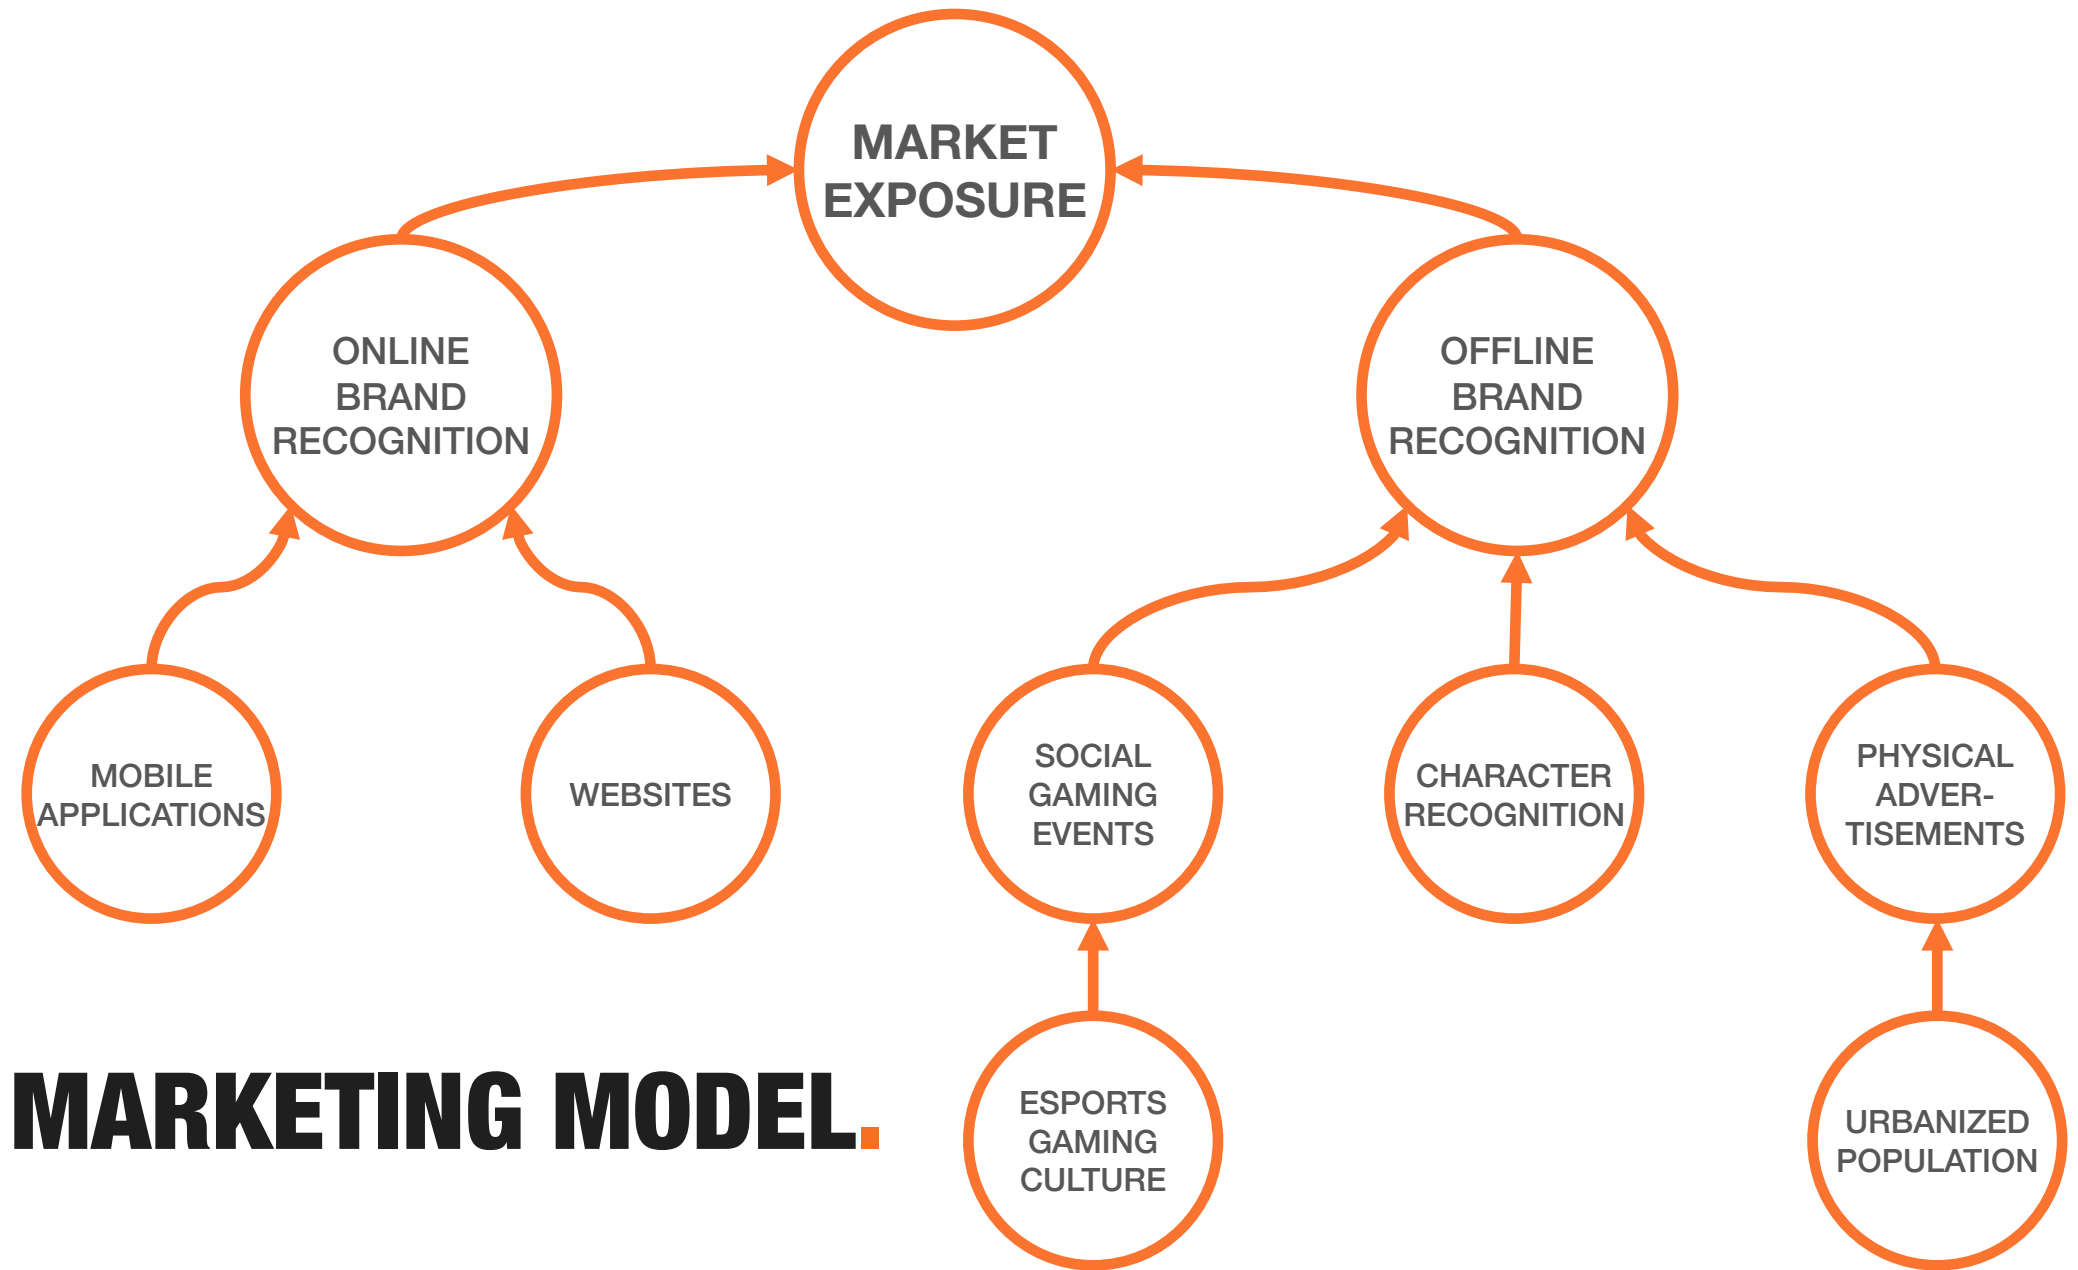 MARKET
EXPOSURE
ONLINE
BRAND
RECOGNITION
OFFLINE
BRAND
RECOGNITION
MOBILE
APPLICATIONS
WEBSITES
SOCIAL
GAMING
EVENTS
CHARACTER
RECOGNITION
PHYSICAL
ADVER-
TISEMENTS
MARKETING MODEL.
ESPORTS
GAMING
CULTURE
URBANIZED
POPULATION